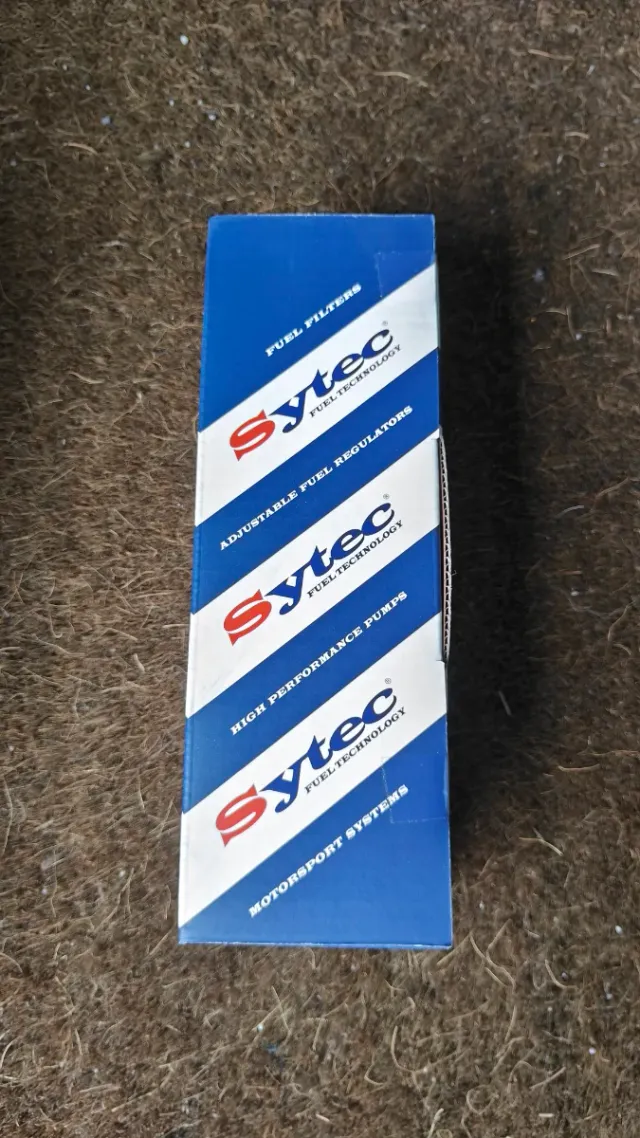 FUEL FILTERS
Sytec®
FUEL TECHNOLOGY
ADJUSTABLE FUEL REGULATORS
Sytec®
FUEL TECHNOLOGY
HIGH PERFORMANCE PUMPS
Sytec®
FUEL TECHNOLOGY
MOTORSPORT SYSTEMS